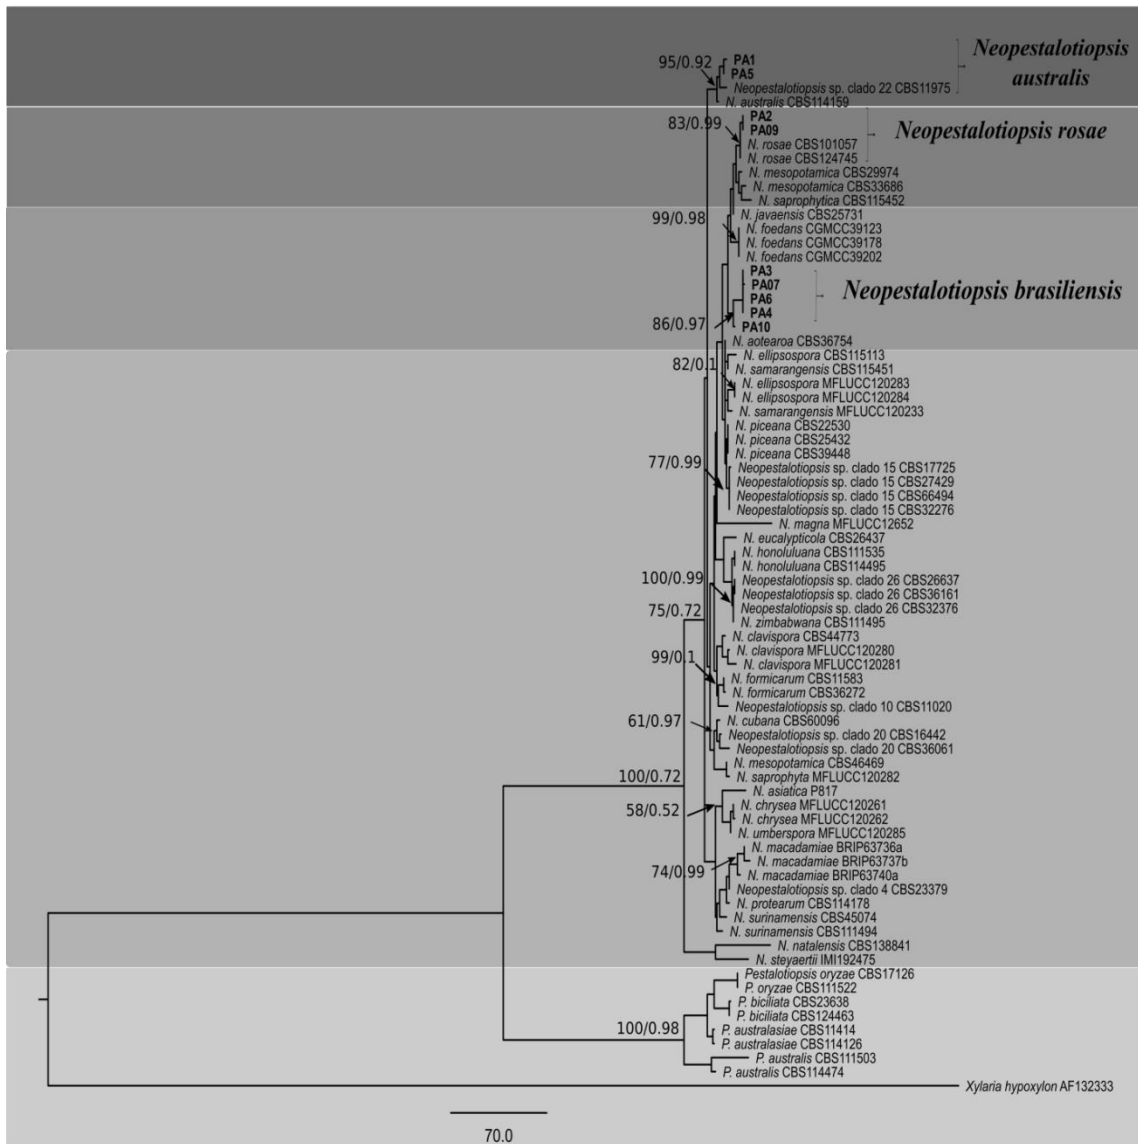 Neopestalotiopsis
australis
95/0.92
PA1
PA5
Neopestalotiopsis sp. clado 22 CBS11975
N. australis CBS114159
Neopestalotiopsis rosae
83/0.99
PA2
PA09
N. rosae CBS101057
N. rosae CBS124745
N. mesopotamica CBS29974
N. mesopotamica CBS33686
N. saprophytica CBS115452
99/0.98
N. javaensis CBS25731
N. foedans CGMCC39123
N. foedans CGMCC39178
N. foedans CGMCC39202
Neopestalotiopsis brasiliensis
PA3
PA07
PA6
PA4
86/0.97
PA10
N. aotearoa CBS36754
N. ellipsospora CBS115113
82/0.1
N. samarangensis CBS115451
N. ellipsospora MFLUCC120283
N. ellipsospora MFLUCC120284
N. samarangensis MFLUCC120233
N. piceana CBS22530
N. piceana CBS25432
N. piceana CBS39448
77/0.99
Neopestalotiopsis sp. clado 15 CBS17725
Neopestalotiopsis sp. clado 15 CBS27429
Neopestalotiopsis sp. clado 15 CBS66494
Neopestalotiopsis sp. clado 15 CBS32276
N. magna MFLUCC12652
N. eucalypticola CBS26437
N. honoluluana CBS111535
N. honoluluana CBS114495
100/0.99
Neopestalotiopsis sp. clado 26 CBS26637
Neopestalotiopsis sp. clado 26 CBS36161
75/0.72
Neopestalotiopsis sp. clado 26 CBS32376
N. zimbabwana CBS111495
N. clavispora CBS44773
N. clavispora MFLUCC120280
99/0.1
N. clavispora MFLUCC120281
N. formicarum CBS11583
N. formicarum CBS36272
Neopestalotiopsis sp. clado 10 CBS11020
61/0.97
N. cubana CBS60096
Neopestalotiopsis sp. clado 20 CBS16442
Neopestalotiopsis sp. clado 20 CBS36061
N. mesopotamica CBS46469
100/0.72
N. saprophyta MFLUCC120282
N. asiatica P817
58/0.52
N. chrysea MFLUCC120261
N. chrysea MFLUCC120262
N. umberspora MFLUCC120285
N. macadamiae BRIP63736a
N. macadamiae BRIP63737b
74/0.99
N. macadamiae BRIP63740a
Neopestalotiopsis sp. clado 4 CBS23379
N. protearum CBS114178
N. surinamensis CBS45074
N. surinamensis CBS111494
N. natalensis CBS138841
N. steyaertii IMI192475
Pestalotiopsis oryzae CBS17126
P. oryzae CBS111522
P. biciliata CBS23638
P. biciliata CBS124463
100/0.98
P. australasiae CBS11414
P. australasiae CBS114126
P. australis CBS111503
P. australis CBS114474
Xylaria hypoxylon AF132333
70.0